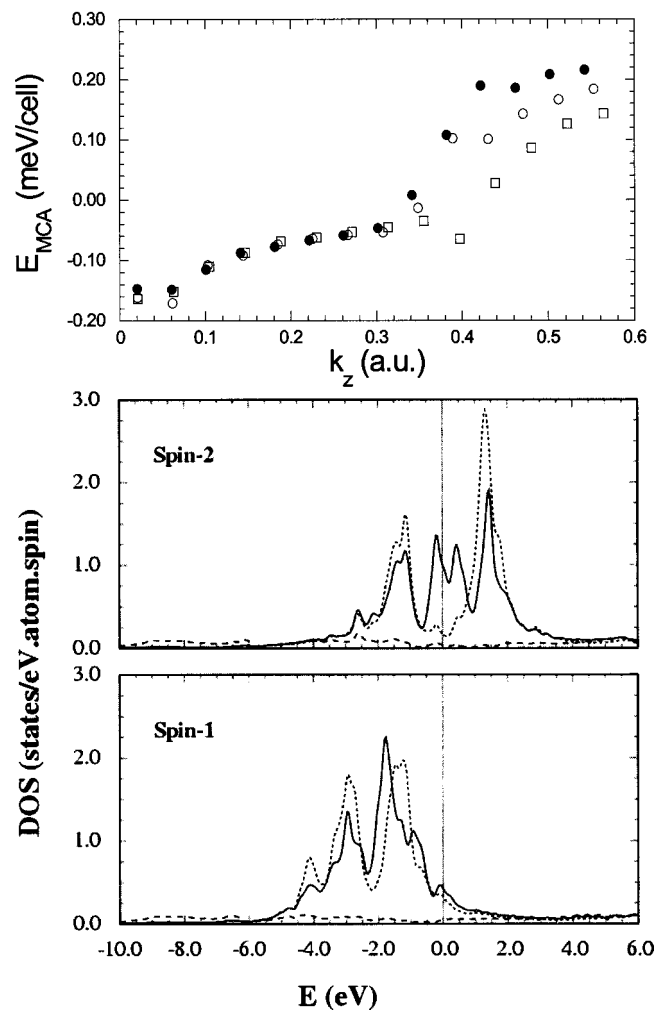 0.30
0.20
0.10
0.00
-0.10
-0.20
E_MCA (meV/cell)
0 0.1 0.2 0.3 0.4 0.5 0.6
k_z (a.u.)
3.0
Spin-2
2.0
1.0
0.0
3.0
Spin-1
2.0
1.0
0.0
DOS (states/eV.atom.spin)
-10.0 -8.0 -6.0 -4.0 -2.0 0.0 2.0 4.0 6.0
E (eV)